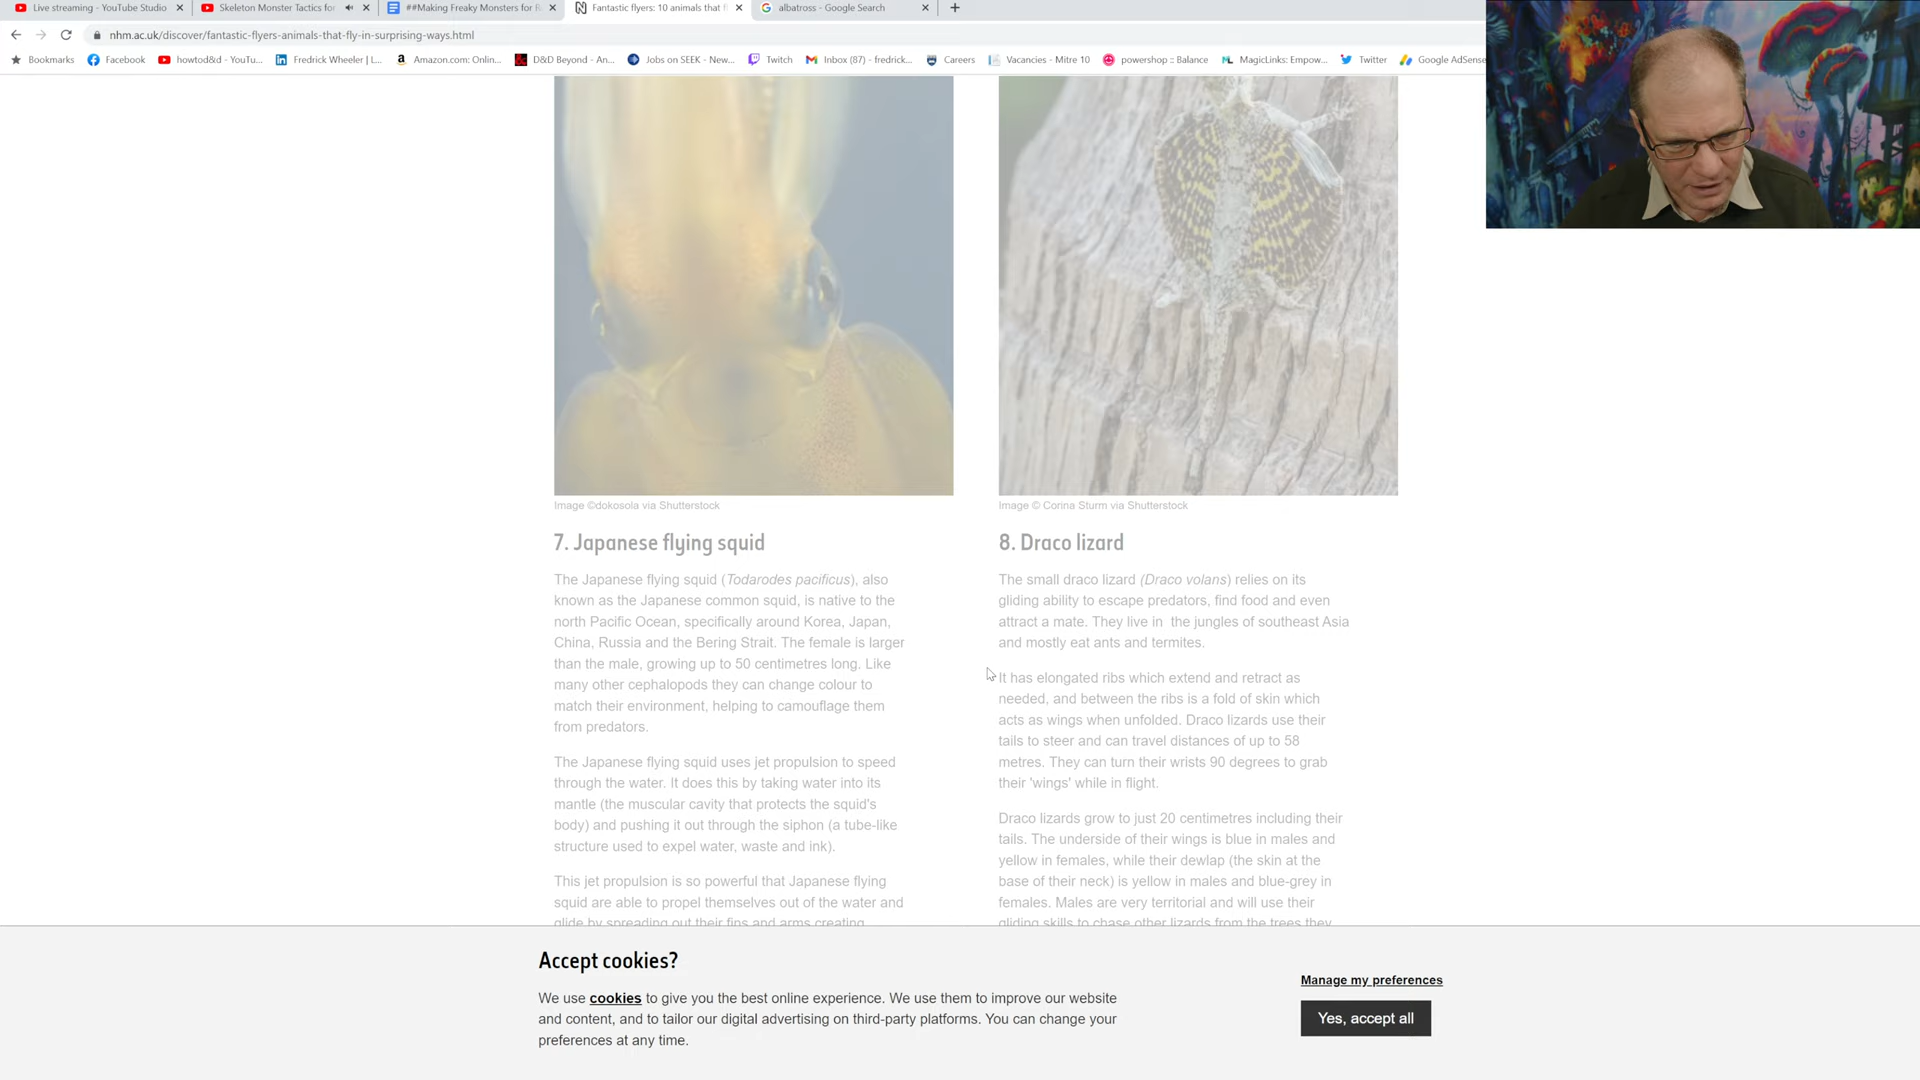 Live streaming - YouTube Studio
Skeleton Monster Tactics for
##Making Freaky Monsters for
Fantastic flyers: 10 animals that f
albatross - Google Search
nhm.ac.uk/discover/fantastic-flyers-animals-that-fly-in-surprising-ways.html
Bookmarks
Facebook
howtod&d - YouTu...
Fredrick Wheeler | L...
Amazon.com: Onlin...
D&D Beyond - An...
Jobs on SEEK - New...
Twitch
Inbox (87) - fredrick...
Careers
Vacancies - Mitre 10
powershop :: Balance
MagicLinks: Empow...
Twitter
Google AdSense
Image ©dokosola via Shutterstock
7. Japanese flying squid
The Japanese flying squid (Todarodes pacificus), also
known as the Japanese common squid, is native to the
north Pacific Ocean, specifically around Korea, Japan,
China, Russia and the Bering Strait. The female is larger
than the male, growing up to 50 centimetres long. Like
many other cephalopods they can change colour to
match their environment, helping to camouflage them
from predators.
The Japanese flying squid uses jet propulsion to speed
through the water. It does this by taking water into its
mantle (the muscular cavity that protects the squid's
body) and pushing it out through the siphon (a tube-like
structure used to expel water, waste and ink).
This jet propulsion is so powerful that Japanese flying
squid are able to propel themselves out of the water and
glide by spreading out their fins and arms creating
Image © Corina Sturm via Shutterstock
8. Draco lizard
The small draco lizard (Draco volans) relies on its
gliding ability to escape predators, find food and even
attract a mate. They live in the jungles of southeast Asia
and mostly eat ants and termites.
It has elongated ribs which extend and retract as
needed, and between the ribs is a fold of skin which
acts as wings when unfolded. Draco lizards use their
tails to steer and can travel distances of up to 58
metres. They can turn their wrists 90 degrees to grab
their 'wings' while in flight.
Draco lizards grow to just 20 centimetres including their
tails. The underside of their wings is blue in males and
yellow in females, while their dewlap (the skin at the
base of their neck) is yellow in males and blue-grey in
females. Males are very territorial and will use their
gliding skills to chase other lizards from the trees they
Accept cookies?
We use cookies to give you the best online experience. We use them to improve our website
and content, and to tailor our digital advertising on third-party platforms. You can change your
preferences at any time.
Manage my preferences
Yes, accept all